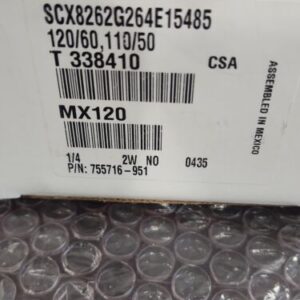 SCX8262G264E15485
120/60,110/50
T 338410 CSA
MX120
1/4 2W NO 0435
P/N: 755716-951
ASSEMBLED IN MEXICO